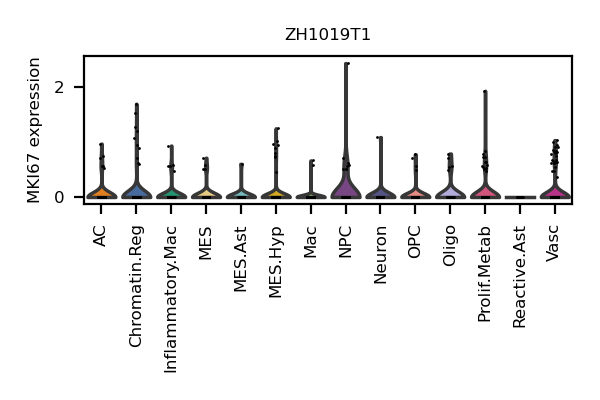 ZH1019T1
MKI67 expression
2
0
AC
Chromatin.Reg
Inflammatory.Mac
MES
MES.Ast
MES.Hyp
Mac
NPC
Neuron
OPC
Oligo
Prolif.Metab
Reactive.Ast
Vasc